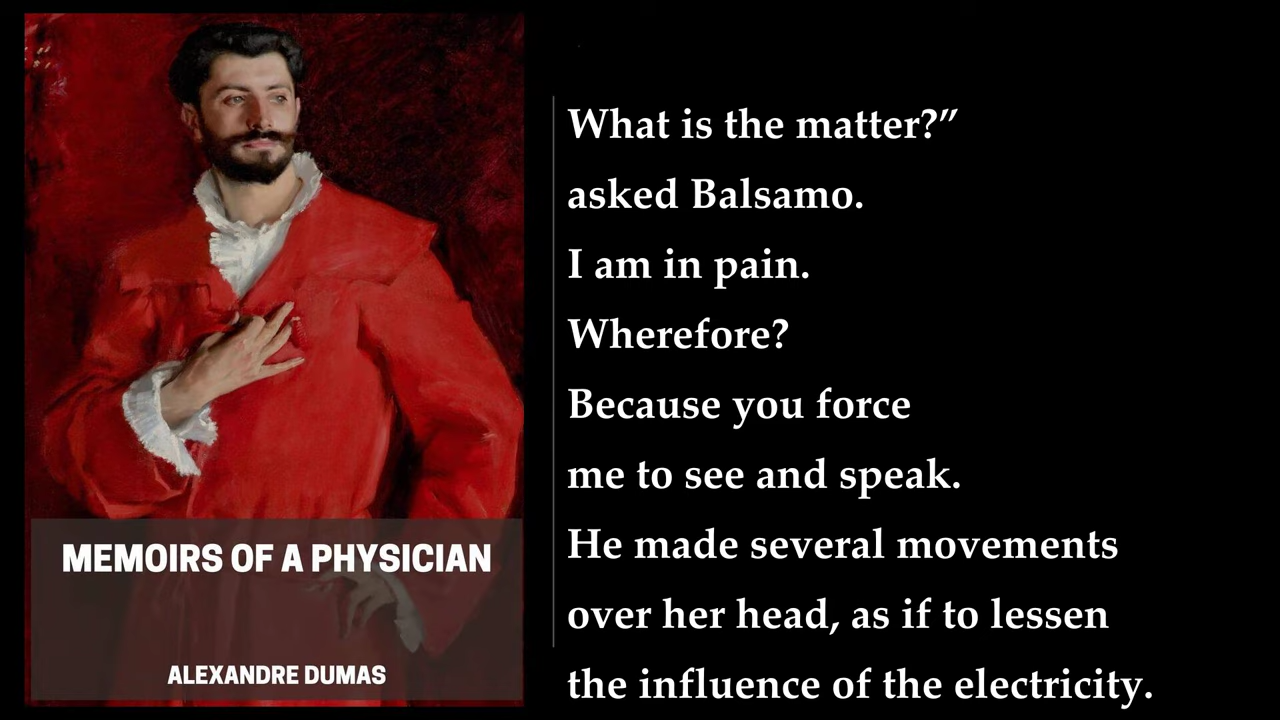 MEMOIRS OF A PHYSICIAN
ALEXANDRE DUMAS
What is the matter?”
asked Balsamo.
I am in pain.
Wherefore?
Because you force
me to see and speak.
He made several movements
over her head, as if to lessen
the influence of the electricity.